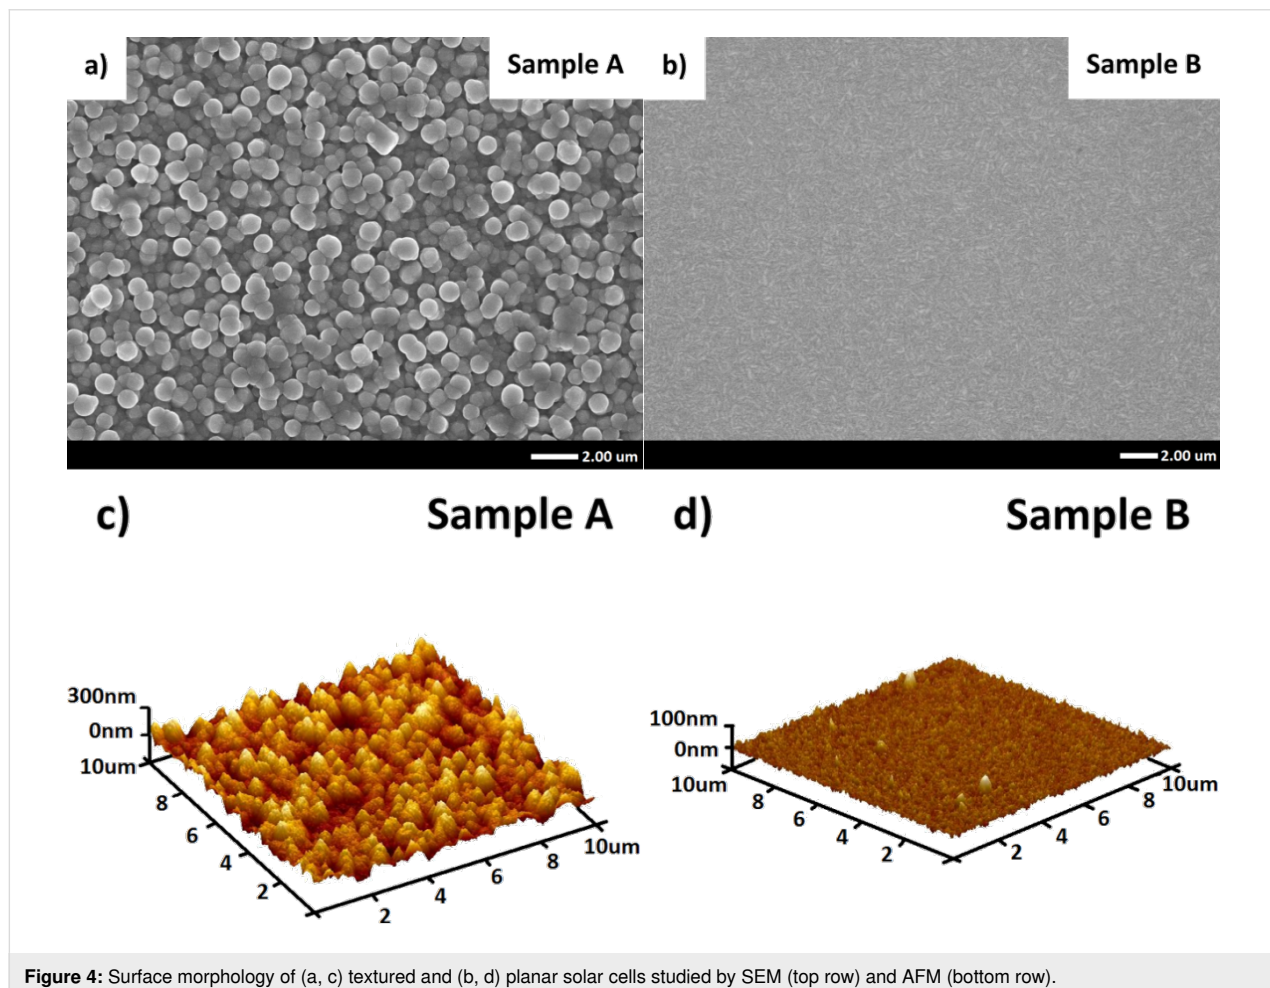 a)
Sample A
b)
Sample B
2.00 um
2.00 um
c)
Sample A
d)
Sample B
300nm
0nm
10um
8
6
4
2
2
4
6
8
10um
100nm
0nm
10um
8
6
4
2
2
4
6
8
10um
Figure 4: Surface morphology of (a, c) textured and (b, d) planar solar cells studied by SEM (top row) and AFM (bottom row).